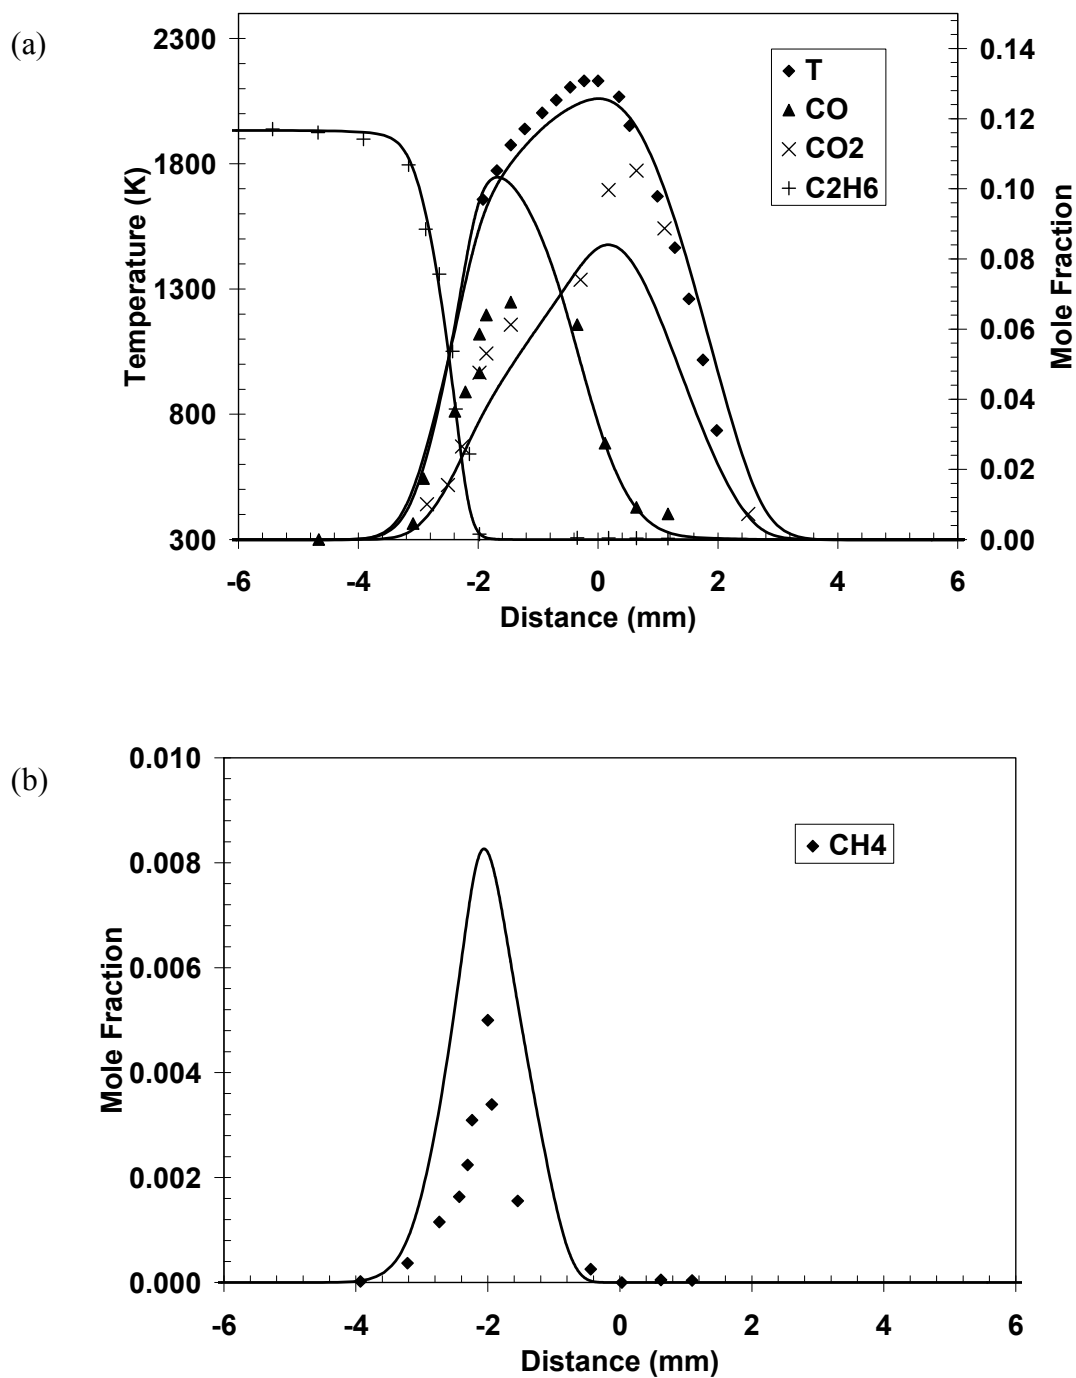 (a)
2300
1800
1300
800
300
Temperature (K)
0.14
0.12
0.10
0.08
0.06
0.04
0.02
0.00
Mole Fraction
T
CO
CO2
C2H6
-6 -4 -2 0 2 4 6
Distance (mm)
(b)
0.010
0.008
0.006
0.004
0.002
0.000
Mole Fraction
CH4
-6 -4 -2 0 2 4 6
Distance (mm)